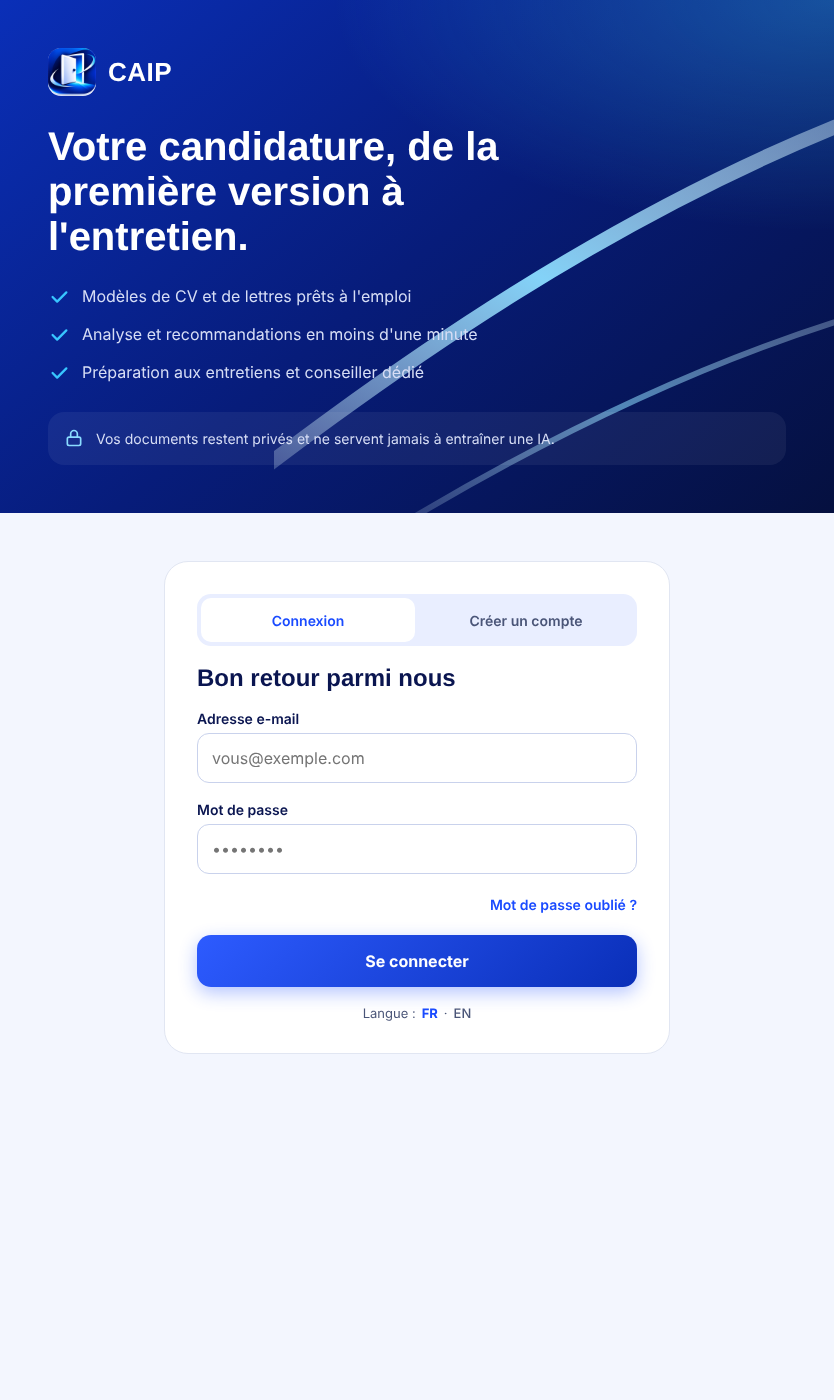 CAIP
Votre candidature, de la
première version à
l'entretien.
Modèles de CV et de lettres prêts à l'emploi
Analyse et recommandations en moins d'une minute
Préparation aux entretiens et conseiller dédié
Vos documents restent privés et ne servent jamais à entraîner une IA.
Connexion
Créer un compte
Bon retour parmi nous
Adresse e-mail
vous@exemple.com
Mot de passe
••••••••
Mot de passe oublié ?
Se connecter
Langue : FR · EN